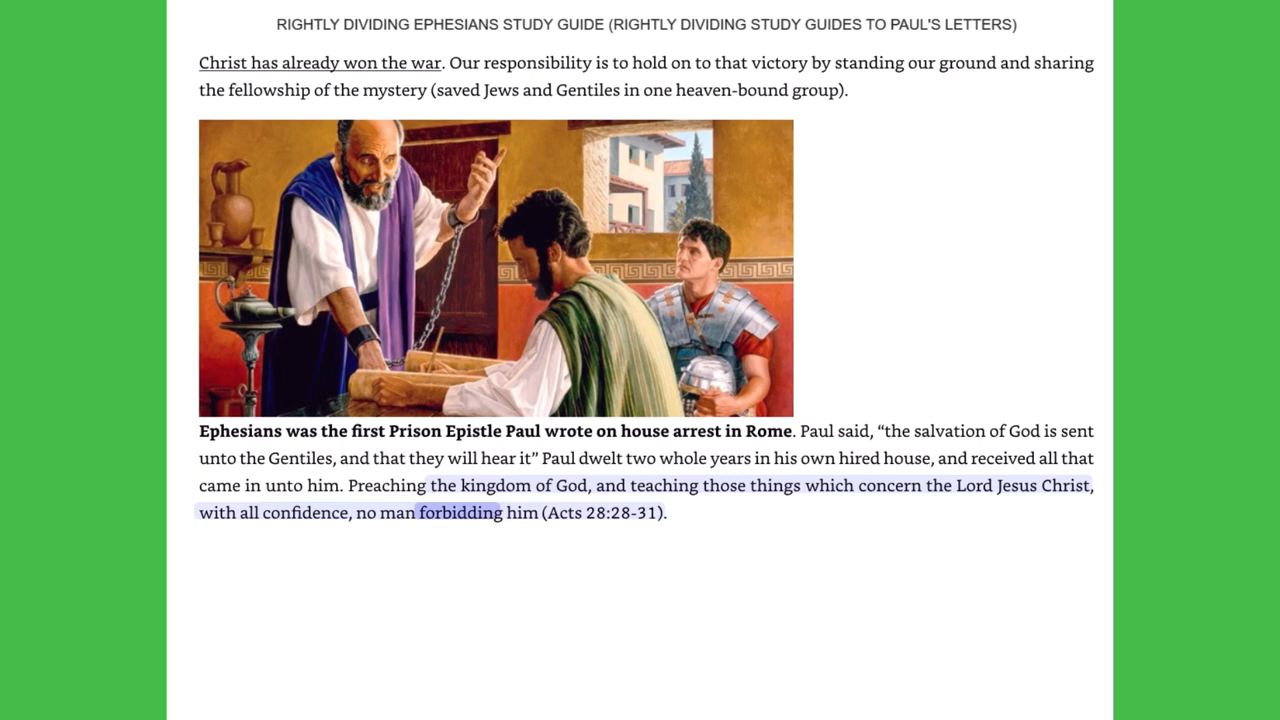 RIGHTLY DIVIDING EPHESIANS STUDY GUIDE (RIGHTLY DIVIDING STUDY GUIDES TO PAUL'S LETTERS)
Christ has already won the war. Our responsibility is to hold on to that victory by standing our ground and sharing
the fellowship of the mystery (saved Jews and Gentiles in one heaven-bound group).
Ephesians was the first Prison Epistle Paul wrote on house arrest in Rome. Paul said, “the salvation of God is sent
unto the Gentiles, and that they will hear it” Paul dwelt two whole years in his own hired house, and received all that
came in unto him. Preaching the kingdom of God, and teaching those things which concern the Lord Jesus Christ,
with all confidence, no man forbidding him (Acts 28:28-31).